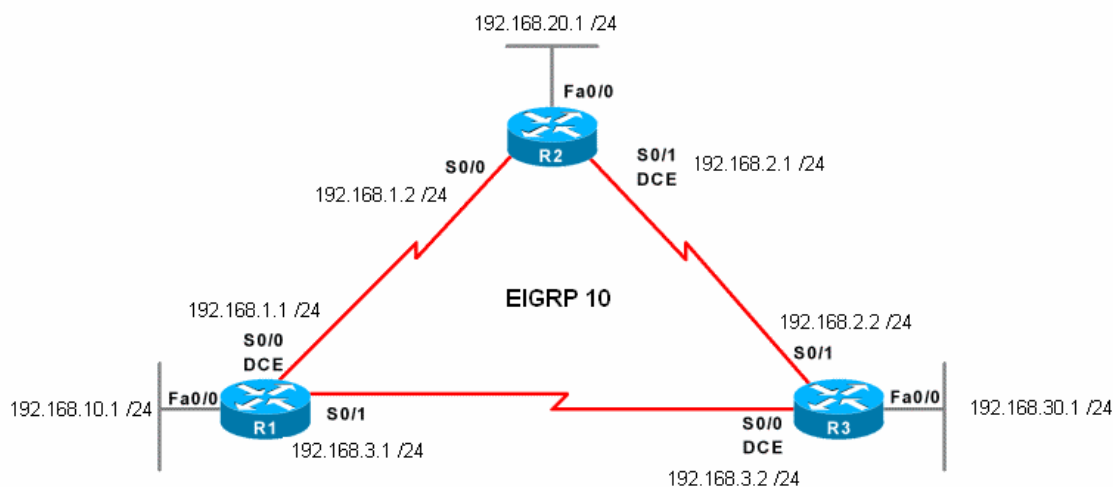 192.168.20.1 /24
Fa0/0
R2
S0/0
S0/1
DCE
192.168.2.1 /24
192.168.1.2 /24
EIGRP 10
192.168.1.1 /24
S0/0
DCE
192.168.2.2 /24
S0/1
192.168.10.1 /24
Fa0/0
R1
S0/1
192.168.3.1 /24
S0/0
DCE
R3
Fa0/0
192.168.30.1 /24
192.168.3.2 /24